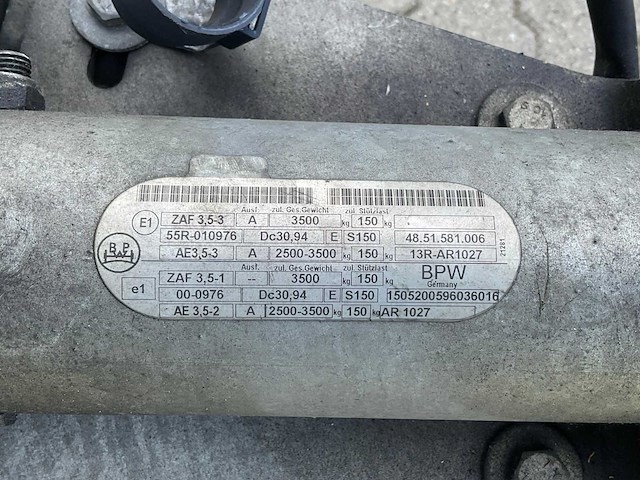 Ausf. zul. Ges.Gewicht zul. Stützlast
E1 ZAF 3,5-3 A 3500 kg 150 kg
55R-010976 Dc30,94 E S150 48.51.581.006
AE3,5-3 A 2500-3500 kg 150 kg 13R-AR1027
BPW
Ausf. zul. Ges.Gewicht zul. Stützlast BPW
e1 ZAF 3,5-1 -- 3500 kg 150 kg Germany
00-0976 Dc30,94 E S150 1505200596036016
AE 3,5-2 A 2500-3500 kg 150 kg AR 1027